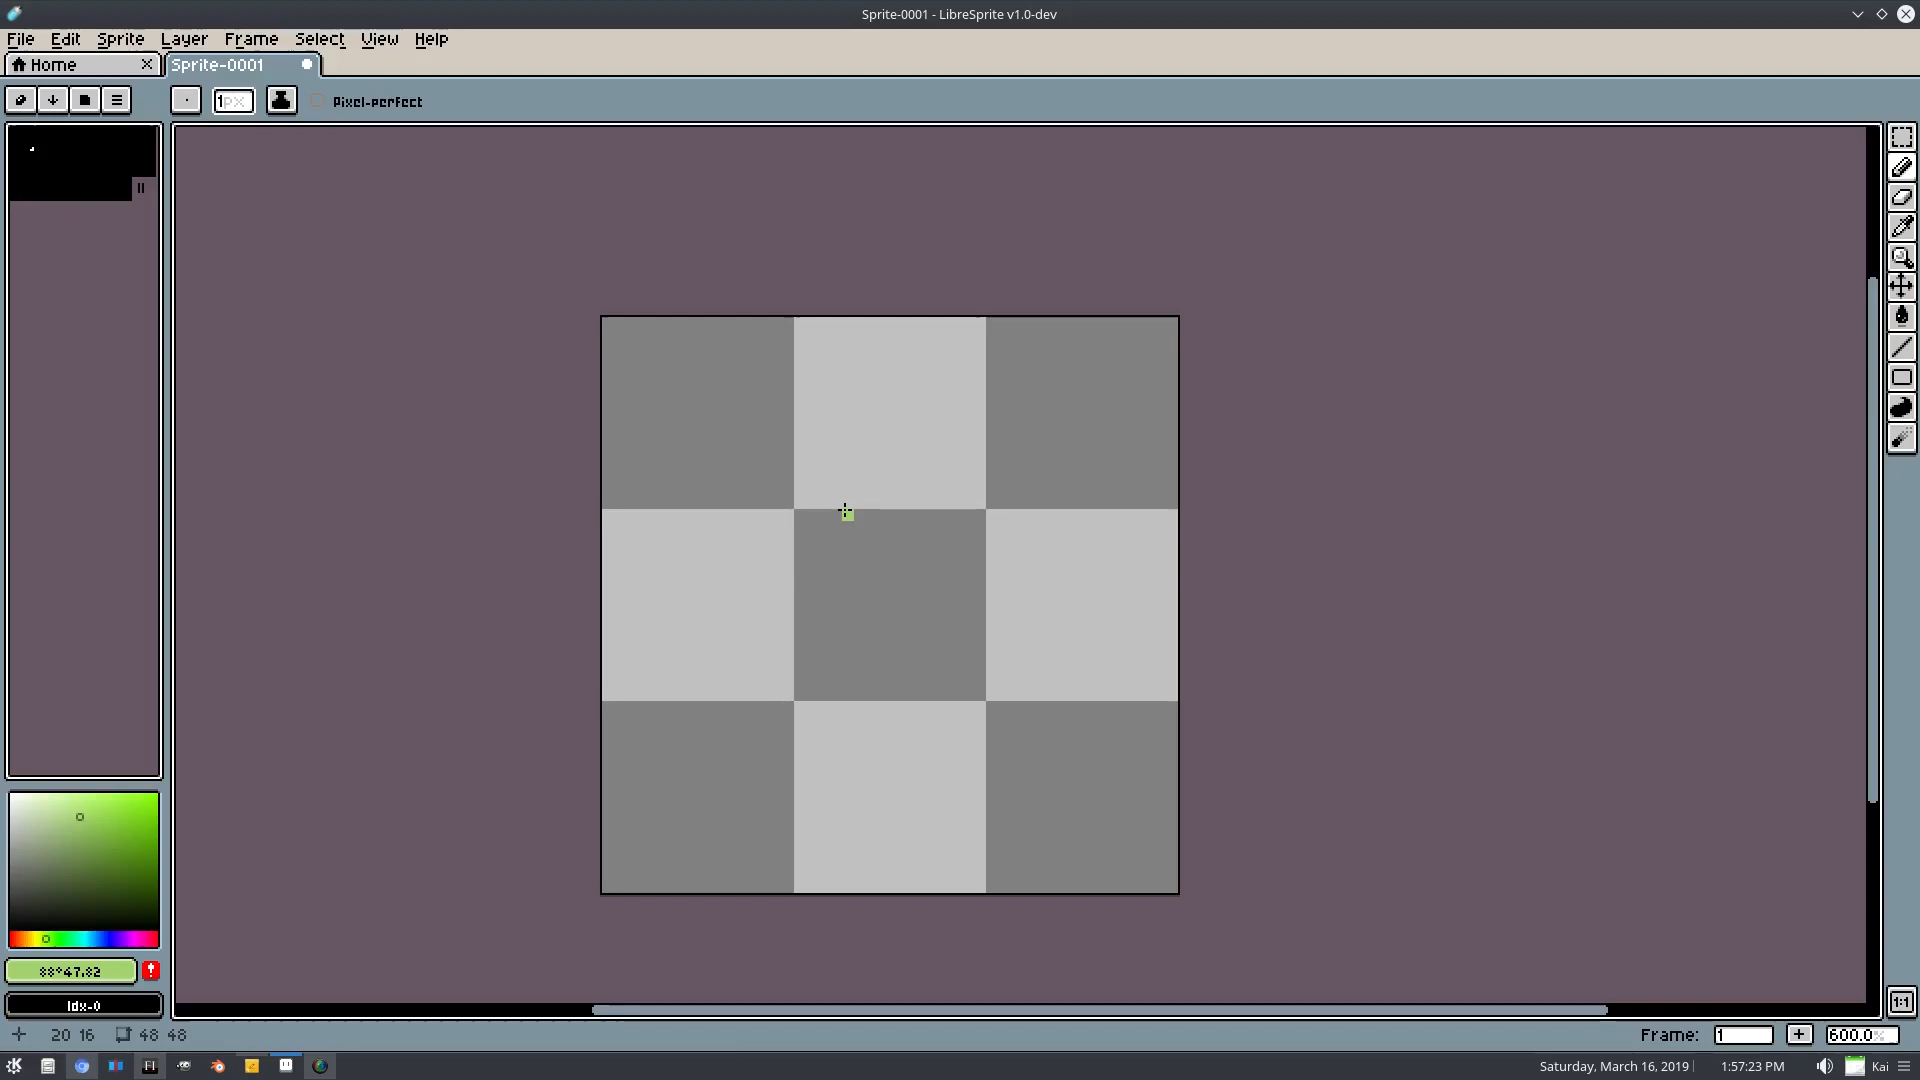 Sprite-0001 - LibreSprite v1.0-dev
File Edit Sprite Layer Frame Select View Help
Home Sprite-0001
1px Pixel-perfect
88°47.82
Idx-0
20 16 48 48 Frame: 1 + 600.0%
1:1
Saturday, March 16, 2019 1:57:23 PM Kai